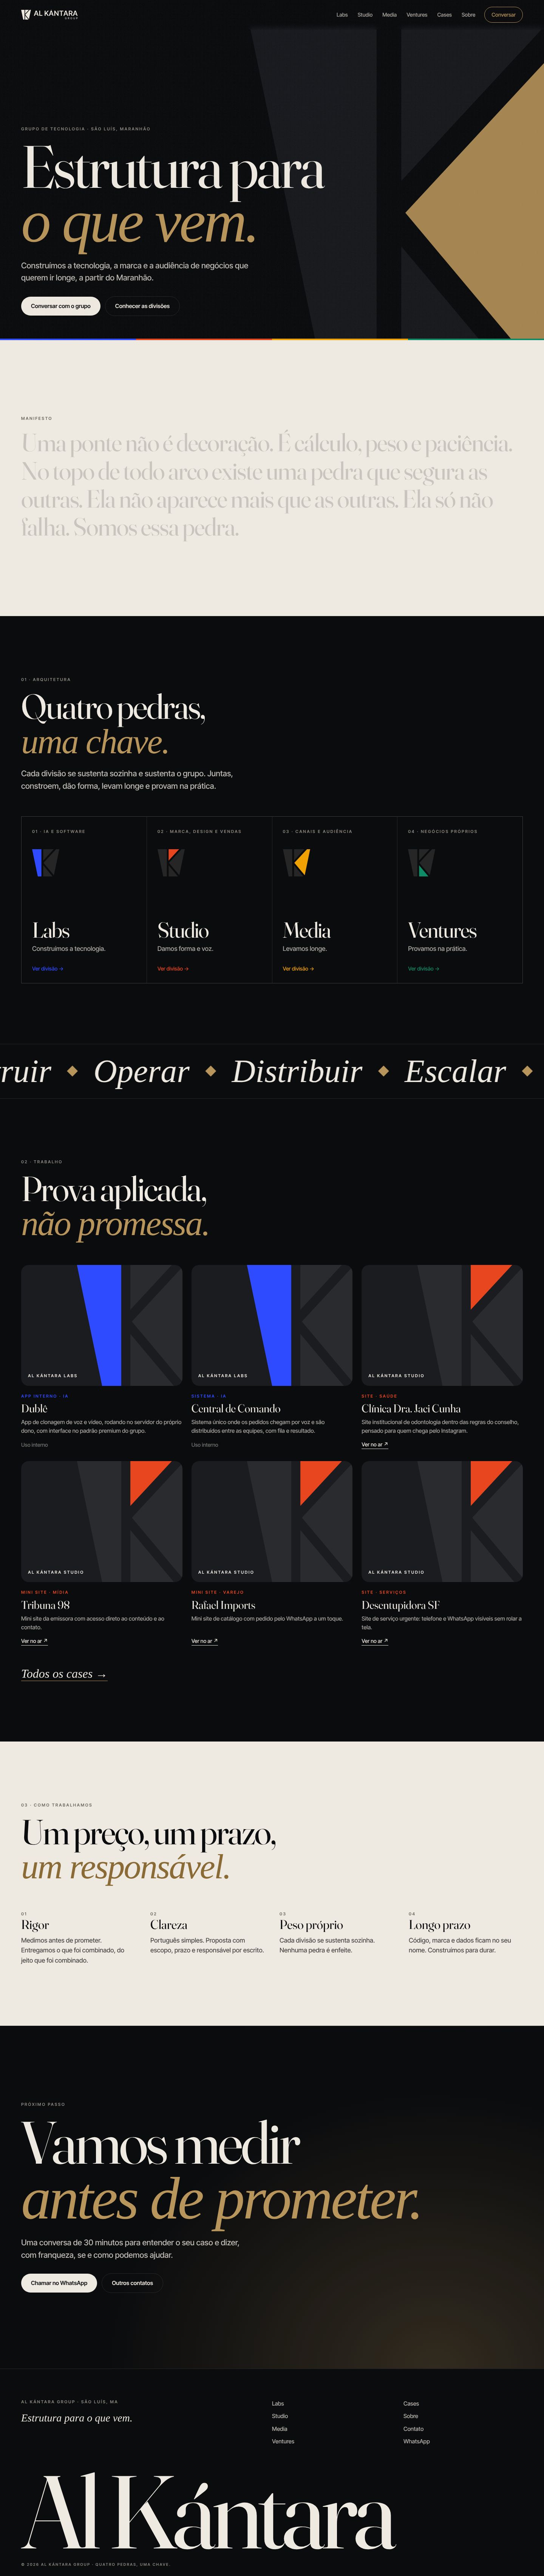 AL KÁNTARA
GROUP
Labs
Studio
Media
Ventures
Cases
Sobre
Conversar
GRUPO DE TECNOLOGIA · SÃO LUÍS, MARANHÃO
Estrutura para
o que vem.
Construímos a tecnologia, a marca e a audiência de negócios que
querem ir longe, a partir do Maranhão.
Conversar com o grupo
Conhecer as divisões
MANIFESTO
Uma ponte não é decoração. É cálculo, peso e paciência.
No topo de todo arco existe uma pedra que segura as
outras. Ela não aparece mais que as outras. Ela só não
falha. Somos essa pedra.
01 · ARQUITETURA
Quatro pedras,
uma chave.
Cada divisão se sustenta sozinha e sustenta o grupo. Juntas,
constroem, dão forma, levam longe e provam na prática.
01 · IA E SOFTWARE
Labs
Construímos a tecnologia.
Ver divisão →
02 · MARCA, DESIGN E VENDAS
Studio
Damos forma e voz.
Ver divisão →
03 · CANAIS E AUDIÊNCIA
Media
Levamos longe.
Ver divisão →
04 · NEGÓCIOS PRÓPRIOS
Ventures
Provamos na prática.
Ver divisão →
ruir ◆ Operar ◆ Distribuir ◆ Escalar ◆
02 · TRABALHO
Prova aplicada,
não promessa.
AL KÁNTARA LABS
APP INTERNO · IA
Dublê
App de clonagem de voz e vídeo, rodando no servidor do próprio
dono, com interface no padrão premium do grupo.
Uso interno
AL KÁNTARA LABS
SISTEMA · IA
Central de Comando
Sistema único onde os pedidos chegam por voz e são
distribuídos entre as equipes, com fila e resultado.
Uso interno
AL KÁNTARA STUDIO
SITE · SAÚDE
Clínica Dra. Jaci Cunha
Site institucional de odontologia dentro das regras do conselho,
pensado para quem chega pelo Instagram.
Ver no ar ↗
AL KÁNTARA STUDIO
MINI SITE · MÍDIA
Tribuna 98
Mini site da emissora com acesso direto ao conteúdo e ao
contato.
Ver no ar ↗
AL KÁNTARA STUDIO
MINI SITE · VAREJO
Rafael Imports
Mini site de catálogo com pedido pelo WhatsApp a um toque.
Ver no ar ↗
AL KÁNTARA STUDIO
SITE · SERVIÇOS
Desentupidora SF
Site de serviço urgente: telefone e WhatsApp visíveis sem rolar a
tela.
Ver no ar ↗
Todos os cases →
03 · COMO TRABALHAMOS
Um preço, um prazo,
um responsável.
01
Rigor
Medimos antes de prometer.
Entregamos o que foi combinado, do
jeito que foi combinado.
02
Clareza
Português simples. Proposta com
escopo, prazo e responsável por escrito.
03
Peso próprio
Cada divisão se sustenta sozinha.
Nenhuma pedra é enfeite.
04
Longo prazo
Código, marca e dados ficam no seu
nome. Construímos para durar.
PRÓXIMO PASSO
Vamos medir
antes de prometer.
Uma conversa de 30 minutos para entender o seu caso e dizer,
com franqueza, se e como podemos ajudar.
Chamar no WhatsApp
Outros contatos
AL KÁNTARA GROUP · SÃO LUÍS, MA
Estrutura para o que vem.
Labs
Studio
Media
Ventures
Cases
Sobre
Contato
WhatsApp
Al Kántara
© 2026 AL KÁNTARA GROUP · QUATRO PEDRAS, UMA CHAVE.